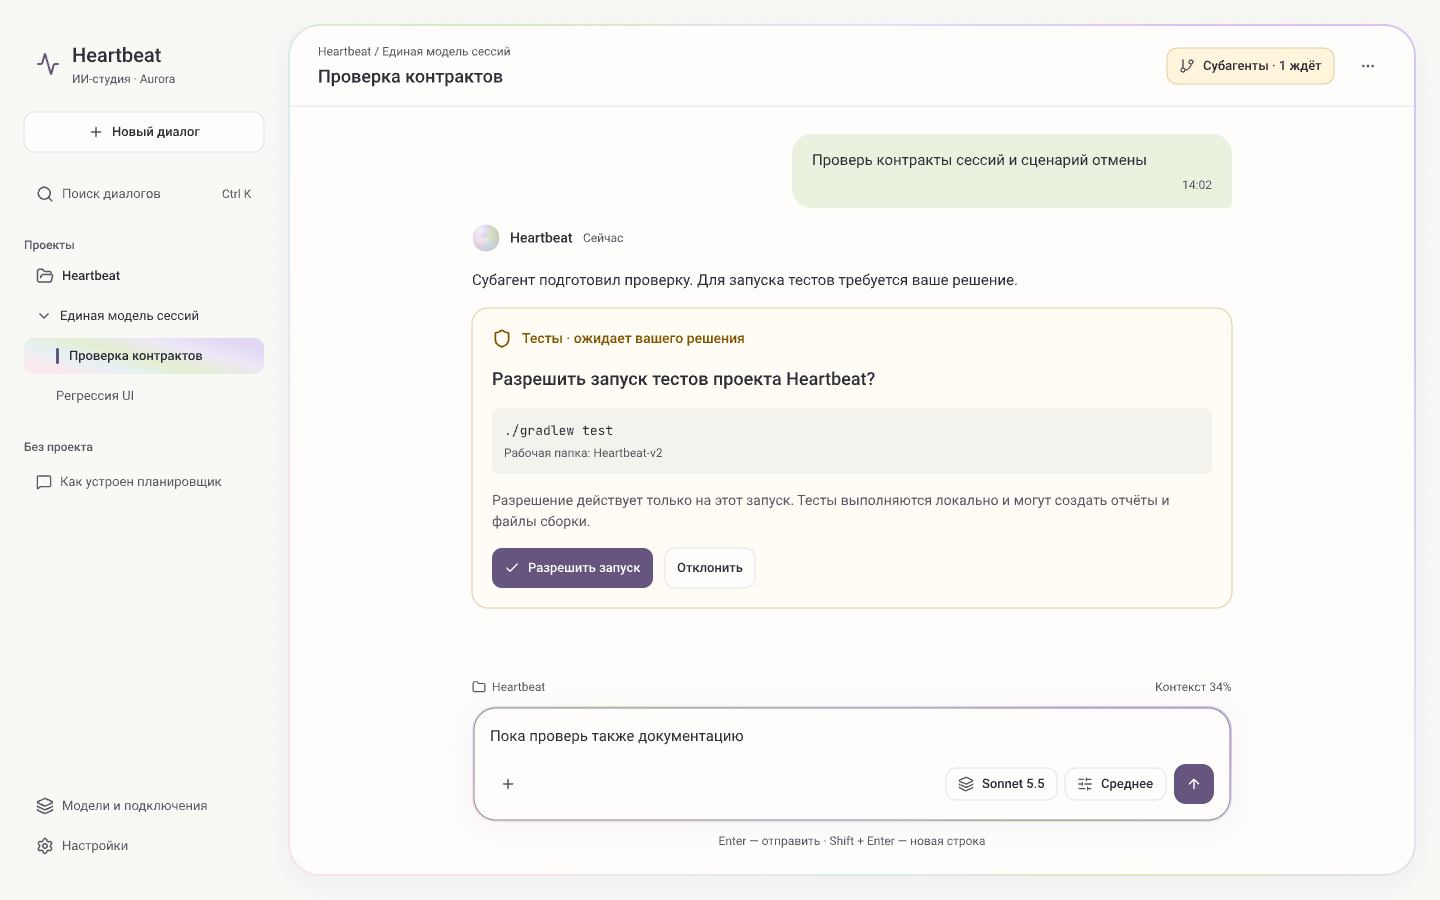 Heartbeat
ИИ-студия · Aurora
Новый диалог
Поиск диалогов Ctrl K
Проекты
Heartbeat
Единая модель сессий
Проверка контрактов
Регрессия UI
Без проекта
Как устроен планировщик
Модели и подключения
Настройки
Heartbeat / Единая модель сессий
Проверка контрактов
Субагенты · 1 ждёт
Проверь контракты сессий и сценарий отмены
14:02
Heartbeat Сейчас
Субагент подготовил проверку. Для запуска тестов требуется ваше решение.
Тесты · ожидает вашего решения
Разрешить запуск тестов проекта Heartbeat?
./gradlew test
Рабочая папка: Heartbeat-v2
Разрешение действует только на этот запуск. Тесты выполняются локально и могут создать отчёты и
файлы сборки.
Разрешить запуск Отклонить
Heartbeat Контекст 34%
Пока проверь также документацию
Sonnet 5.5 Среднее
Enter — отправить · Shift + Enter — новая строка